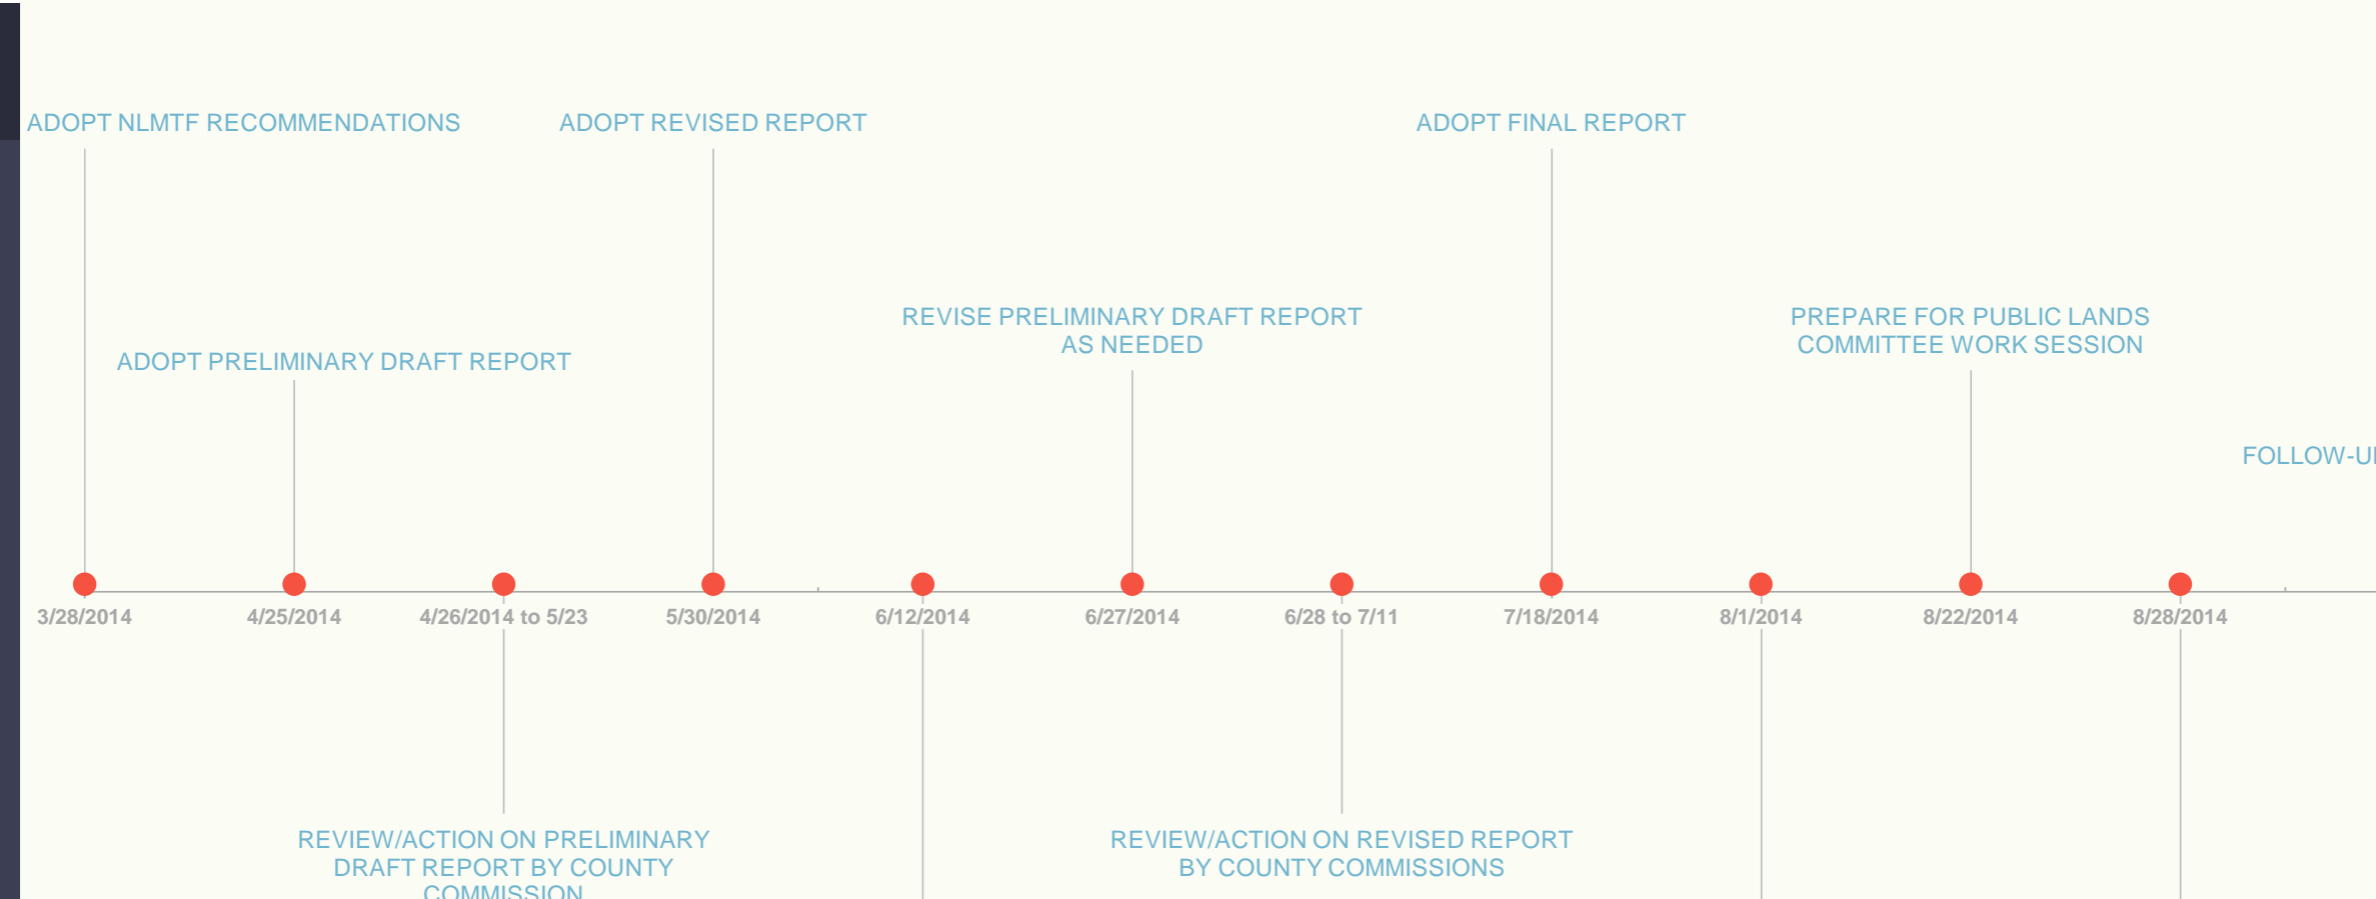 ADOPT NLMTF RECOMMENDATIONS
ADOPT REVISED REPORT
ADOPT FINAL REPORT
REVISE PRELIMINARY DRAFT REPORT
AS NEEDED
PREPARE FOR PUBLIC LANDS
COMMITTEE WORK SESSION
ADOPT PRELIMINARY DRAFT REPORT
FOLLOW-U
3/28/2014
4/25/2014
4/26/2014 to 5/23
5/30/2014
6/12/2014
6/27/2014
6/28 to 7/11
7/18/2014
8/1/2014
8/22/2014
8/28/2014
REVIEW/ACTION ON PRELIMINARY
DRAFT REPORT BY COUNTY
COMMISSION
REVIEW/ACTION ON REVISED REPORT
BY COUNTY COMMISSIONS